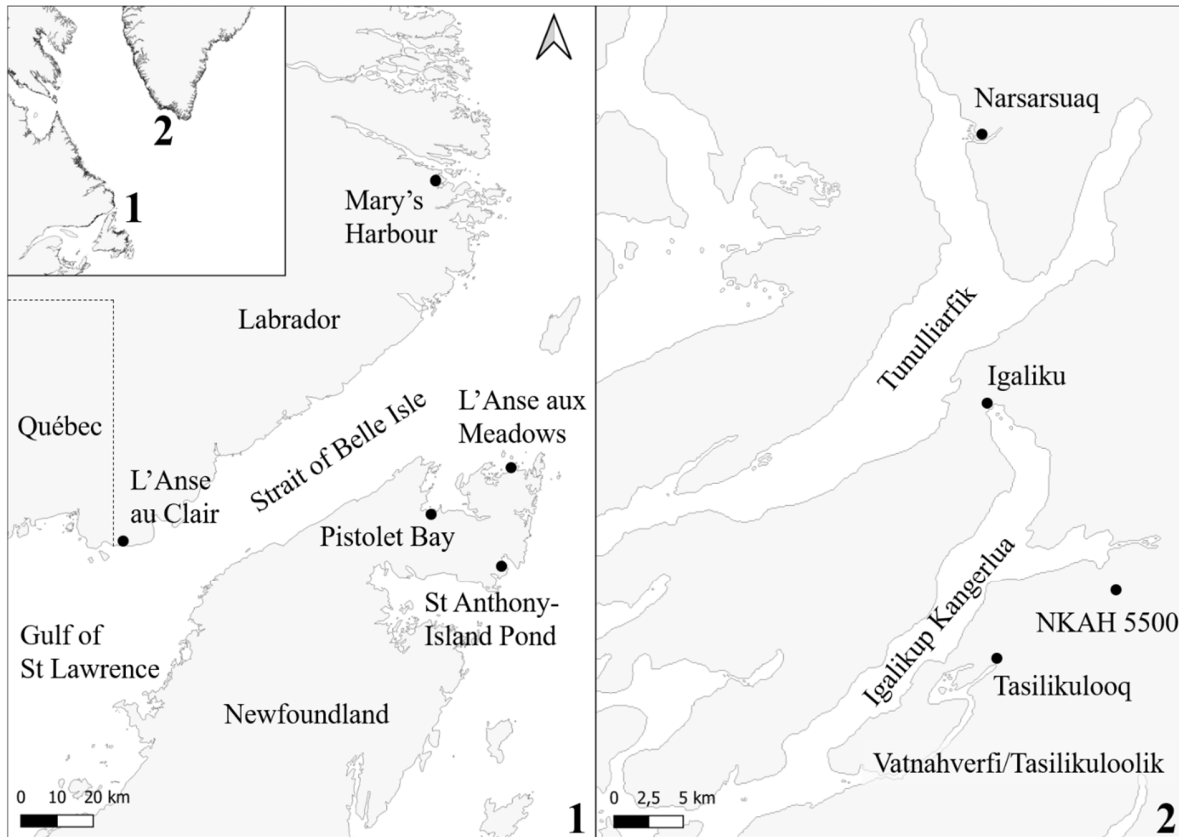 2
1
Mary's
Harbour
Labrador
Québec
L'Anse aux
Meadows
Strait of Belle Isle
L'Anse
au Clair
Pistolet Bay
St Anthony-
Island Pond
Gulf of
St Lawrence
Newfoundland
0 10 20 km
1
Narsarsuaq
Tunulliarfik
Igaliku
Igalikup Kangerlua
NKAH 5500
Tasilikulooq
Vatnahverfi/Tasilikuloolik
0 2,5 5 km
2